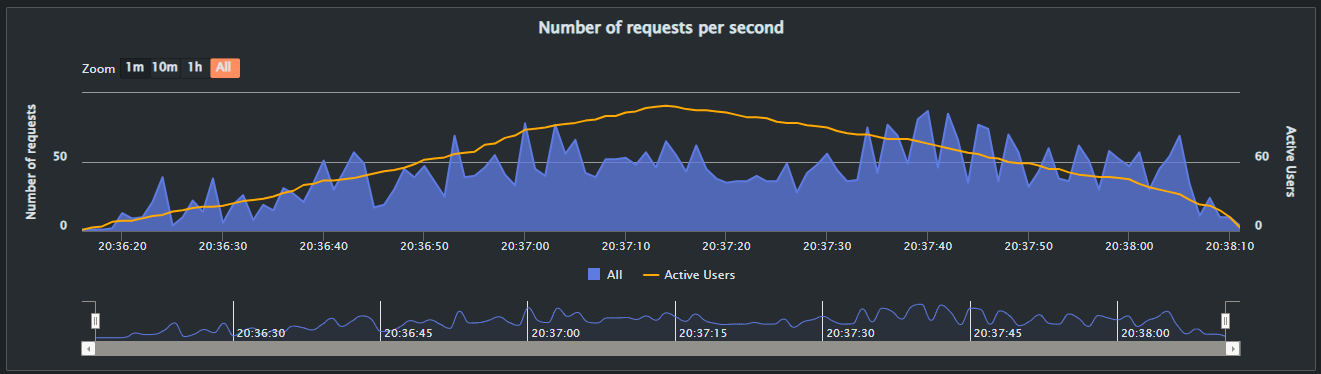 Number of requests per second
Zoom 1m 10m 1h All
Number of requests
50
0
Active Users
60
0
20:36:20 20:36:30 20:36:40 20:36:50 20:37:00 20:37:10 20:37:20 20:37:30 20:37:40 20:37:50 20:38:00 20:38:10
All Active Users
20:36:30 20:36:45 20:37:00 20:37:15 20:37:30 20:37:45 20:38:00